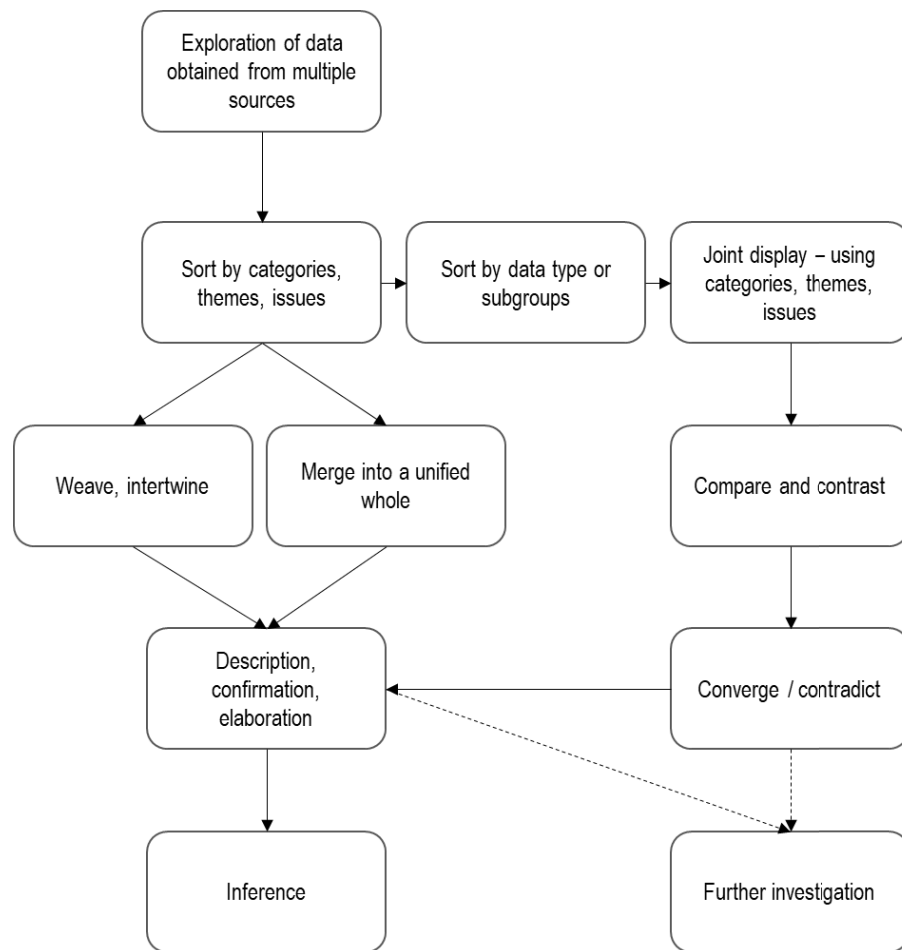 Exploration of data
obtained from multiple
sources
Sort by categories,
themes, issues
Sort by data type or
subgroups
Joint display – using
categories, themes,
issues
Weave, intertwine
Merge into a unified
whole
Compare and contrast
Description,
confirmation,
elaboration
Converge / contradict
Inference
Further investigation